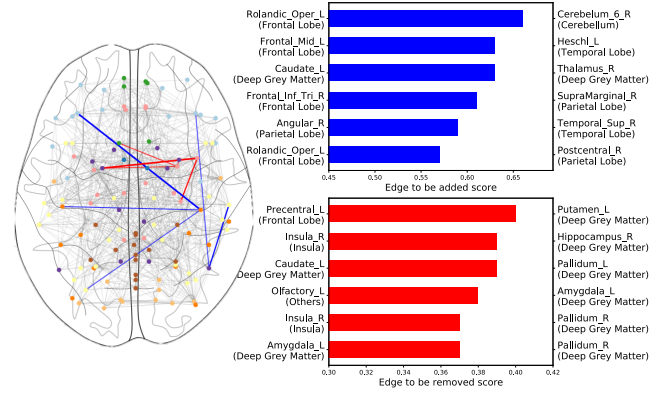 Rolandic_Oper_L
(Frontal Lobe)
Cerebelum_6_R
(Cerebellum)
Frontal_Mid_L
(Frontal Lobe)
Heschl_L
(Temporal Lobe)
Caudate_L
(Deep Grey Matter)
Thalamus_R
(Deep Grey Matter)
Frontal_Inf_Tri_R
(Frontal Lobe)
SupraMarginal_R
(Parietal Lobe)
Angular_R
(Parietal Lobe)
Temporal_Sup_R
(Temporal Lobe)
Rolandic_Oper_L
(Frontal Lobe)
Postcentral_R
(Parietal Lobe)
0.45 0.50 0.55 0.60 0.65
Edge to be added score
Precentral_L
(Frontal Lobe)
Putamen_L
(Deep Grey Matter)
Insula_R
(Insula)
Hippocampus_R
(Deep Grey Matter)
Caudate_L
(Deep Grey Matter)
Pallidum_L
(Deep Grey Matter)
Olfactory_L
(Others)
Amygdala_L
(Deep Grey Matter)
Insula_R
(Insula)
Pallidum_R
(Deep Grey Matter)
Amygdala_L
(Deep Grey Matter)
Pallidum_R
(Deep Grey Matter)
0.30 0.32 0.34 0.36 0.38 0.40 0.42
Edge to be removed score